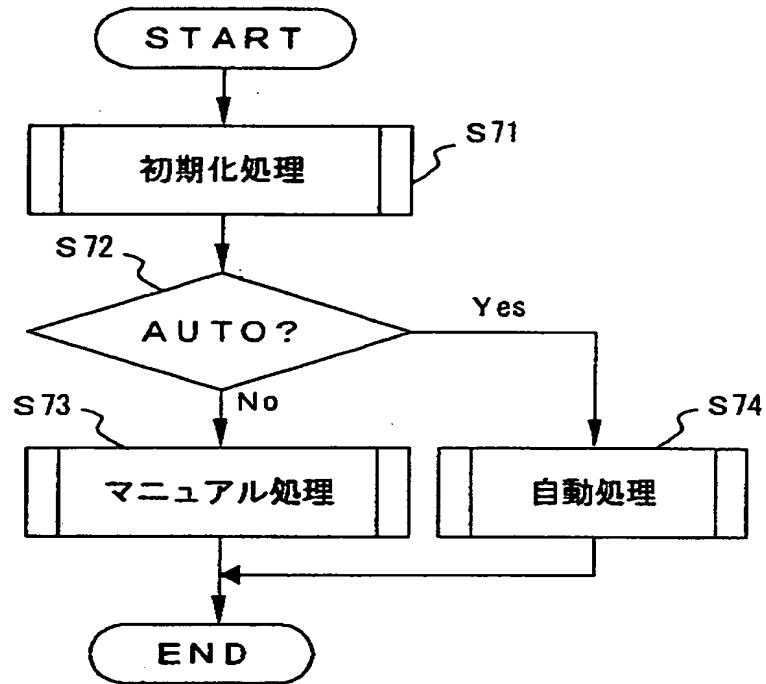 START
S71
初期化処理
S72
AUTO?
Yes
No
S73
マニュアル処理
S74
自動処理
END